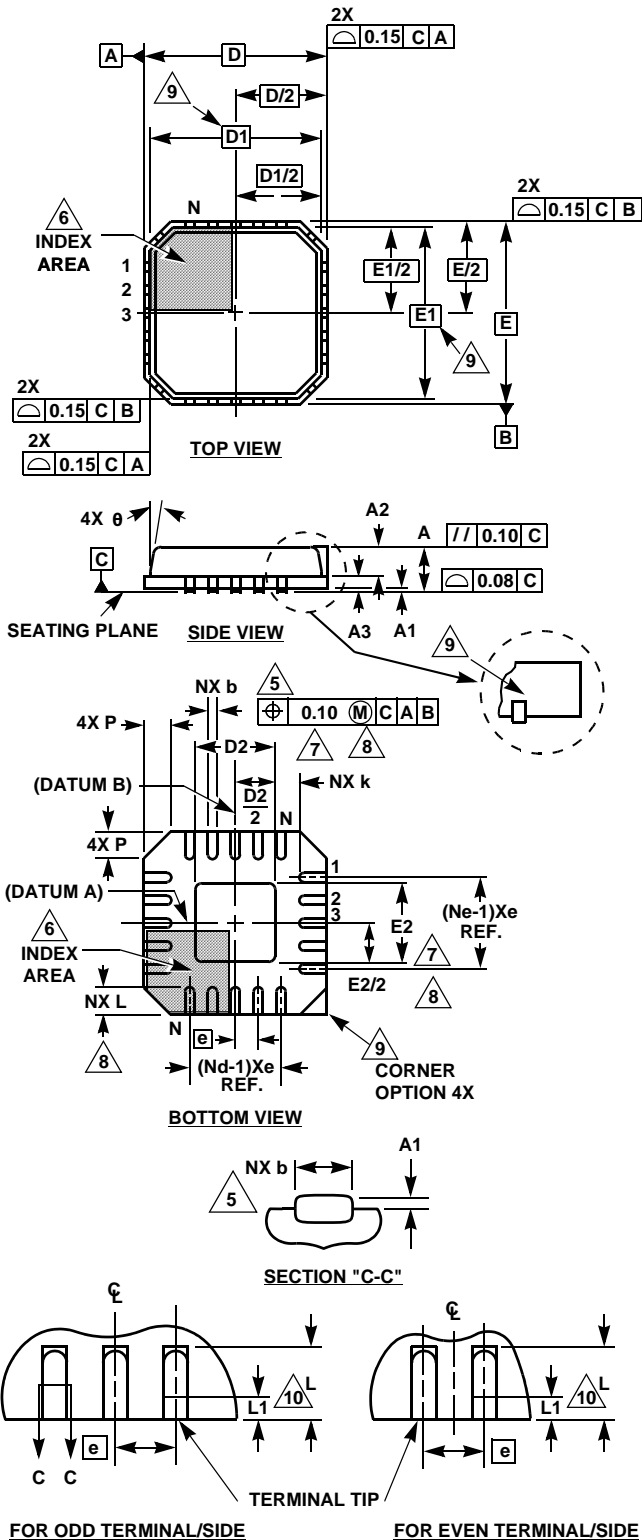 2X
⌓ 0.15 C A
A D
D/2
9
D1
D1/2
2X
⌓ 0.15 C B
6
INDEX
AREA
N
1
2
3
E1/2
E/2
E1
E
9
2X
⌓ 0.15 C B
2X
⌓ 0.15 C A
B
TOP VIEW
4X θ
A2
A
// 0.10 C
C
⌓ 0.08 C
SEATING PLANE
SIDE VIEW
A3
A1
9
NX b
5
⌖ 0.10 Ⓜ C A B
4X P
D2
7
8
(DATUM B)
D2
2
N
NX k
4X P
1
2
3
(DATUM A)
(Ne-1)Xe
REF.
6
INDEX
AREA
E2
7
E2/2
8
NX L
8
N
e
(Nd-1)Xe
REF.
9
CORNER
OPTION 4X
BOTTOM VIEW
A1
NX b
5
SECTION "C-C"
℄
℄
L
10
L1
L
10
L1
e
e
C C
TERMINAL TIP
FOR ODD TERMINAL/SIDE
FOR EVEN TERMINAL/SIDE